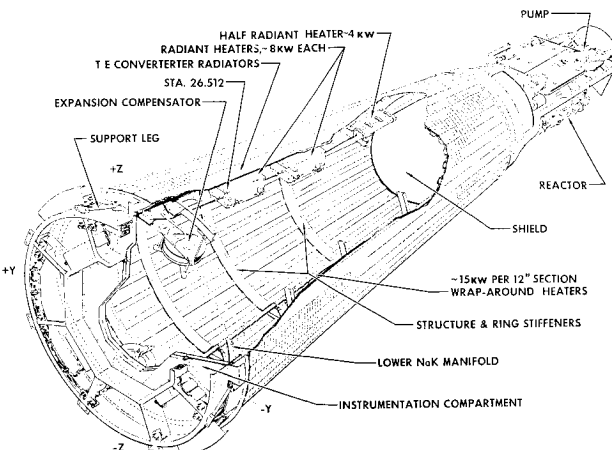 PUMP
HALF RADIANT HEATER~4 KW
RADIANT HEATERS,~8KW EACH
T E CONVERTERTER RADIATORS
STA. 26.512
EXPANSION COMPENSATOR
SUPPORT LEG
+Z
REACTOR
SHIELD
+Y
~15KW PER 12" SECTION
WRAP-AROUND HEATERS
STRUCTURE & RING STIFFENERS
LOWER NaK MANIFOLD
-Y
INSTRUMENTATION COMPARTMENT
-Z